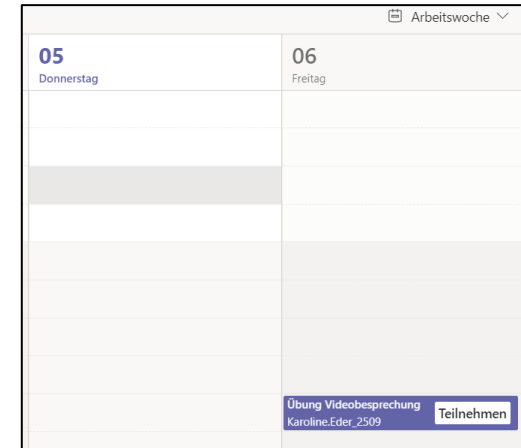 Arbeitswoche
05
Donnerstag
06
Freitag
Übung Videobesprechung
Karoline.Eder_2509
Teilnehmen